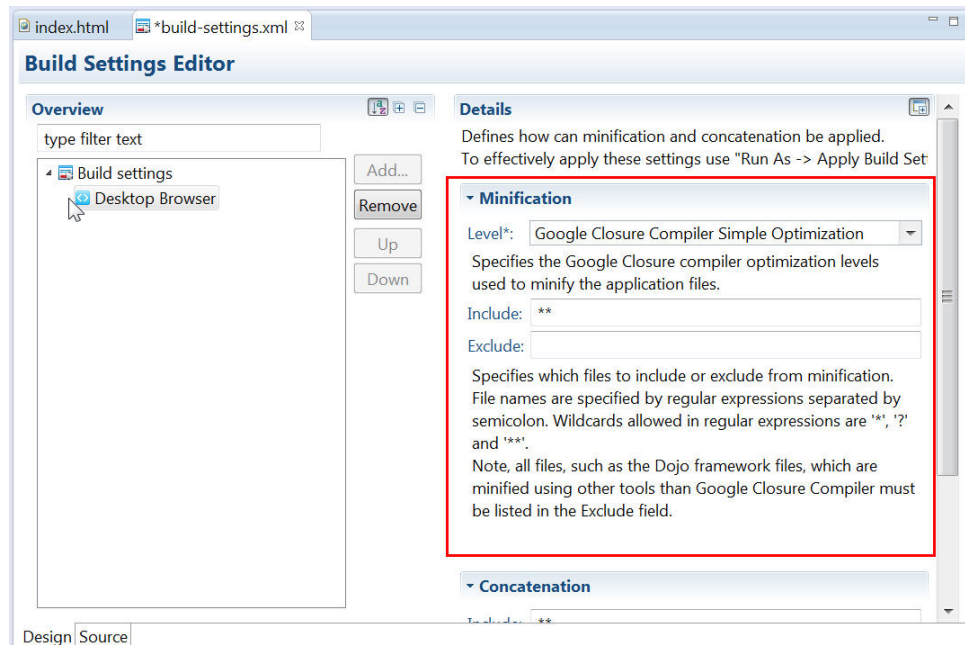 index.html
*build-settings.xml
Build Settings Editor
Overview
type filter text
Build settings
Desktop Browser
Add...
Remove
Up
Down
Details
Defines how can minification and concatenation be applied.
To effectively apply these settings use "Run As -> Apply Build Set
Minification
Level*: Google Closure Compiler Simple Optimization
Specifies the Google Closure compiler optimization levels
used to minify the application files.
Include: **
Exclude:
Specifies which files to include or exclude from minification.
File names are specified by regular expressions separated by
semicolon. Wildcards allowed in regular expressions are '*', '?'
and '**'.
Note, all files, such as the Dojo framework files, which are
minified using other tools than Google Closure Compiler must
be listed in the Exclude field.
Concatenation
Include: **
Design Source